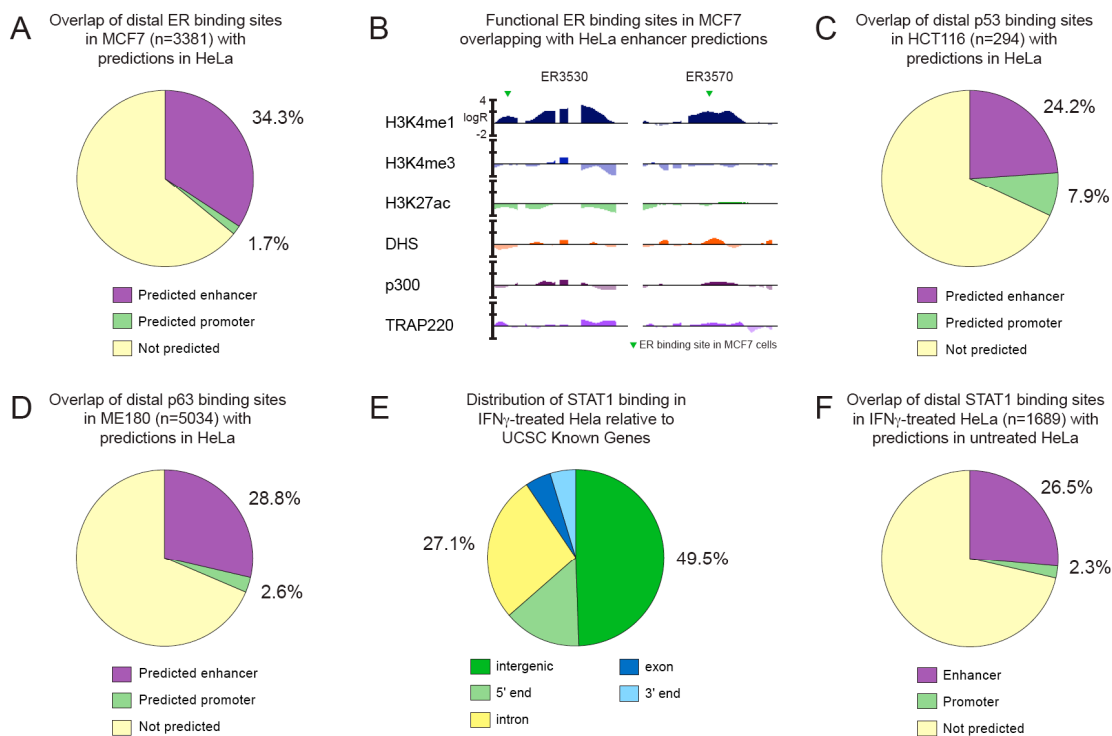 A
Overlap of distal ER binding sites
in MCF7 (n=3381) with
predictions in HeLa
34.3%
1.7%
Predicted enhancer
Predicted promoter
Not predicted
B
Functional ER binding sites in MCF7
overlapping with HeLa enhancer predictions
ER3530 ER3570
4
logR
-2
H3K4me1
H3K4me3
H3K27ac
DHS
p300
TRAP220
ER binding site in MCF7 cells
C
Overlap of distal p53 binding sites
in HCT116 (n=294) with
predictions in HeLa
24.2%
7.9%
Predicted enhancer
Predicted promoter
Not predicted
D
Overlap of distal p63 binding sites
in ME180 (n=5034) with
predictions in HeLa
28.8%
2.6%
Predicted enhancer
Predicted promoter
Not predicted
E
Distribution of STAT1 binding in
IFNγ-treated Hela relative to
UCSC Known Genes
27.1%
49.5%
intergenic
5' end
intron
exon
3' end
F
Overlap of distal STAT1 binding sites
in IFNγ-treated HeLa (n=1689) with
predictions in untreated HeLa
26.5%
2.3%
Enhancer
Promoter
Not predicted